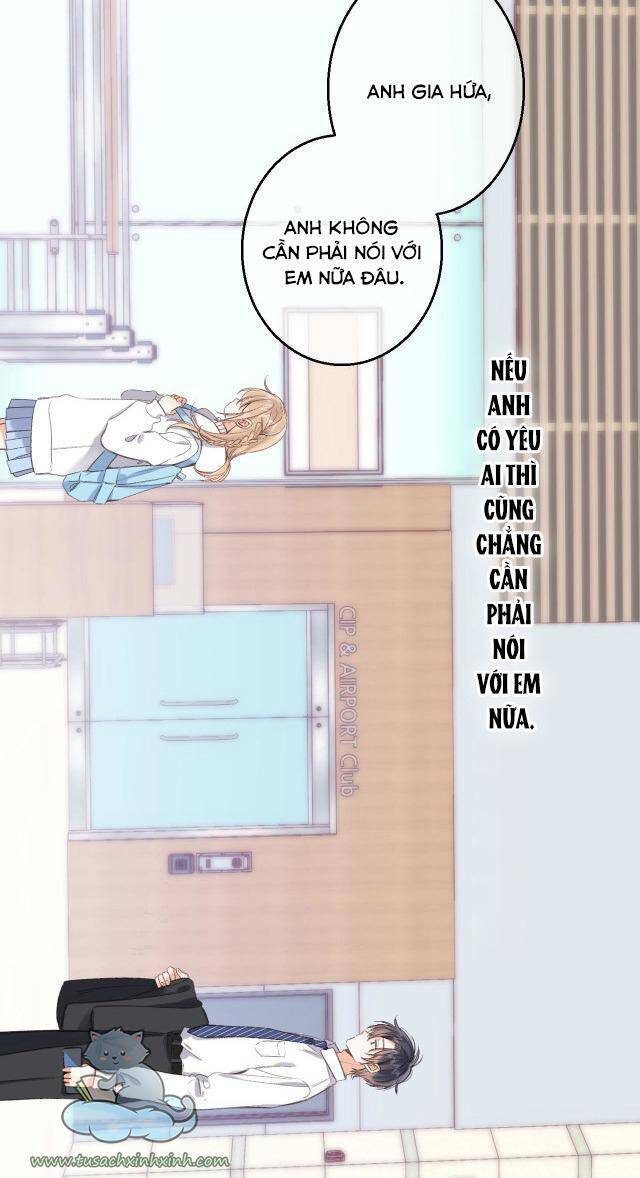 ANH GIA HỨA,
ANH KHÔNG
CẦN PHẢI NÓI VỚI
EM NỮA ĐÂU.
NẾU
ANH
CÓ YÊU
AI THÌ
CŨNG
CHẲNG
CẦN
PHẢI
NÓI
VỚI EM
NỮA.
CIP & AIRPORT Club
www.tusachxinhxinh.com